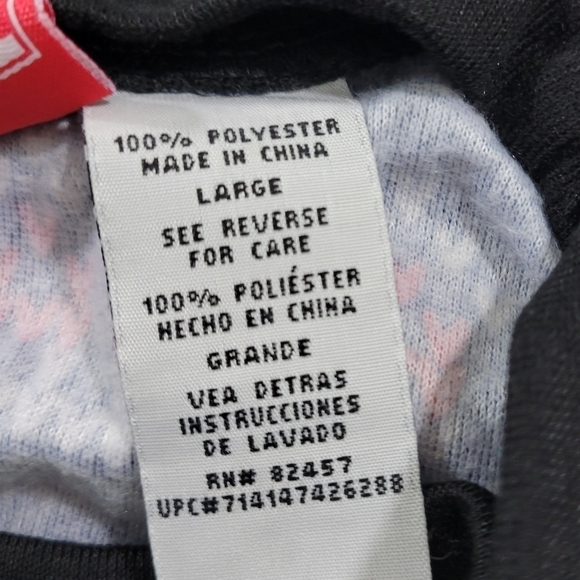 100% POLYESTER
MADE IN CHINA
LARGE
SEE REVERSE
FOR CARE
100% POLIÉSTER
HECHO EN CHINA
GRANDE
VEA DETRAS
INSTRUCCIONES
DE LAVADO
RN# 82457
UPC#714147426288